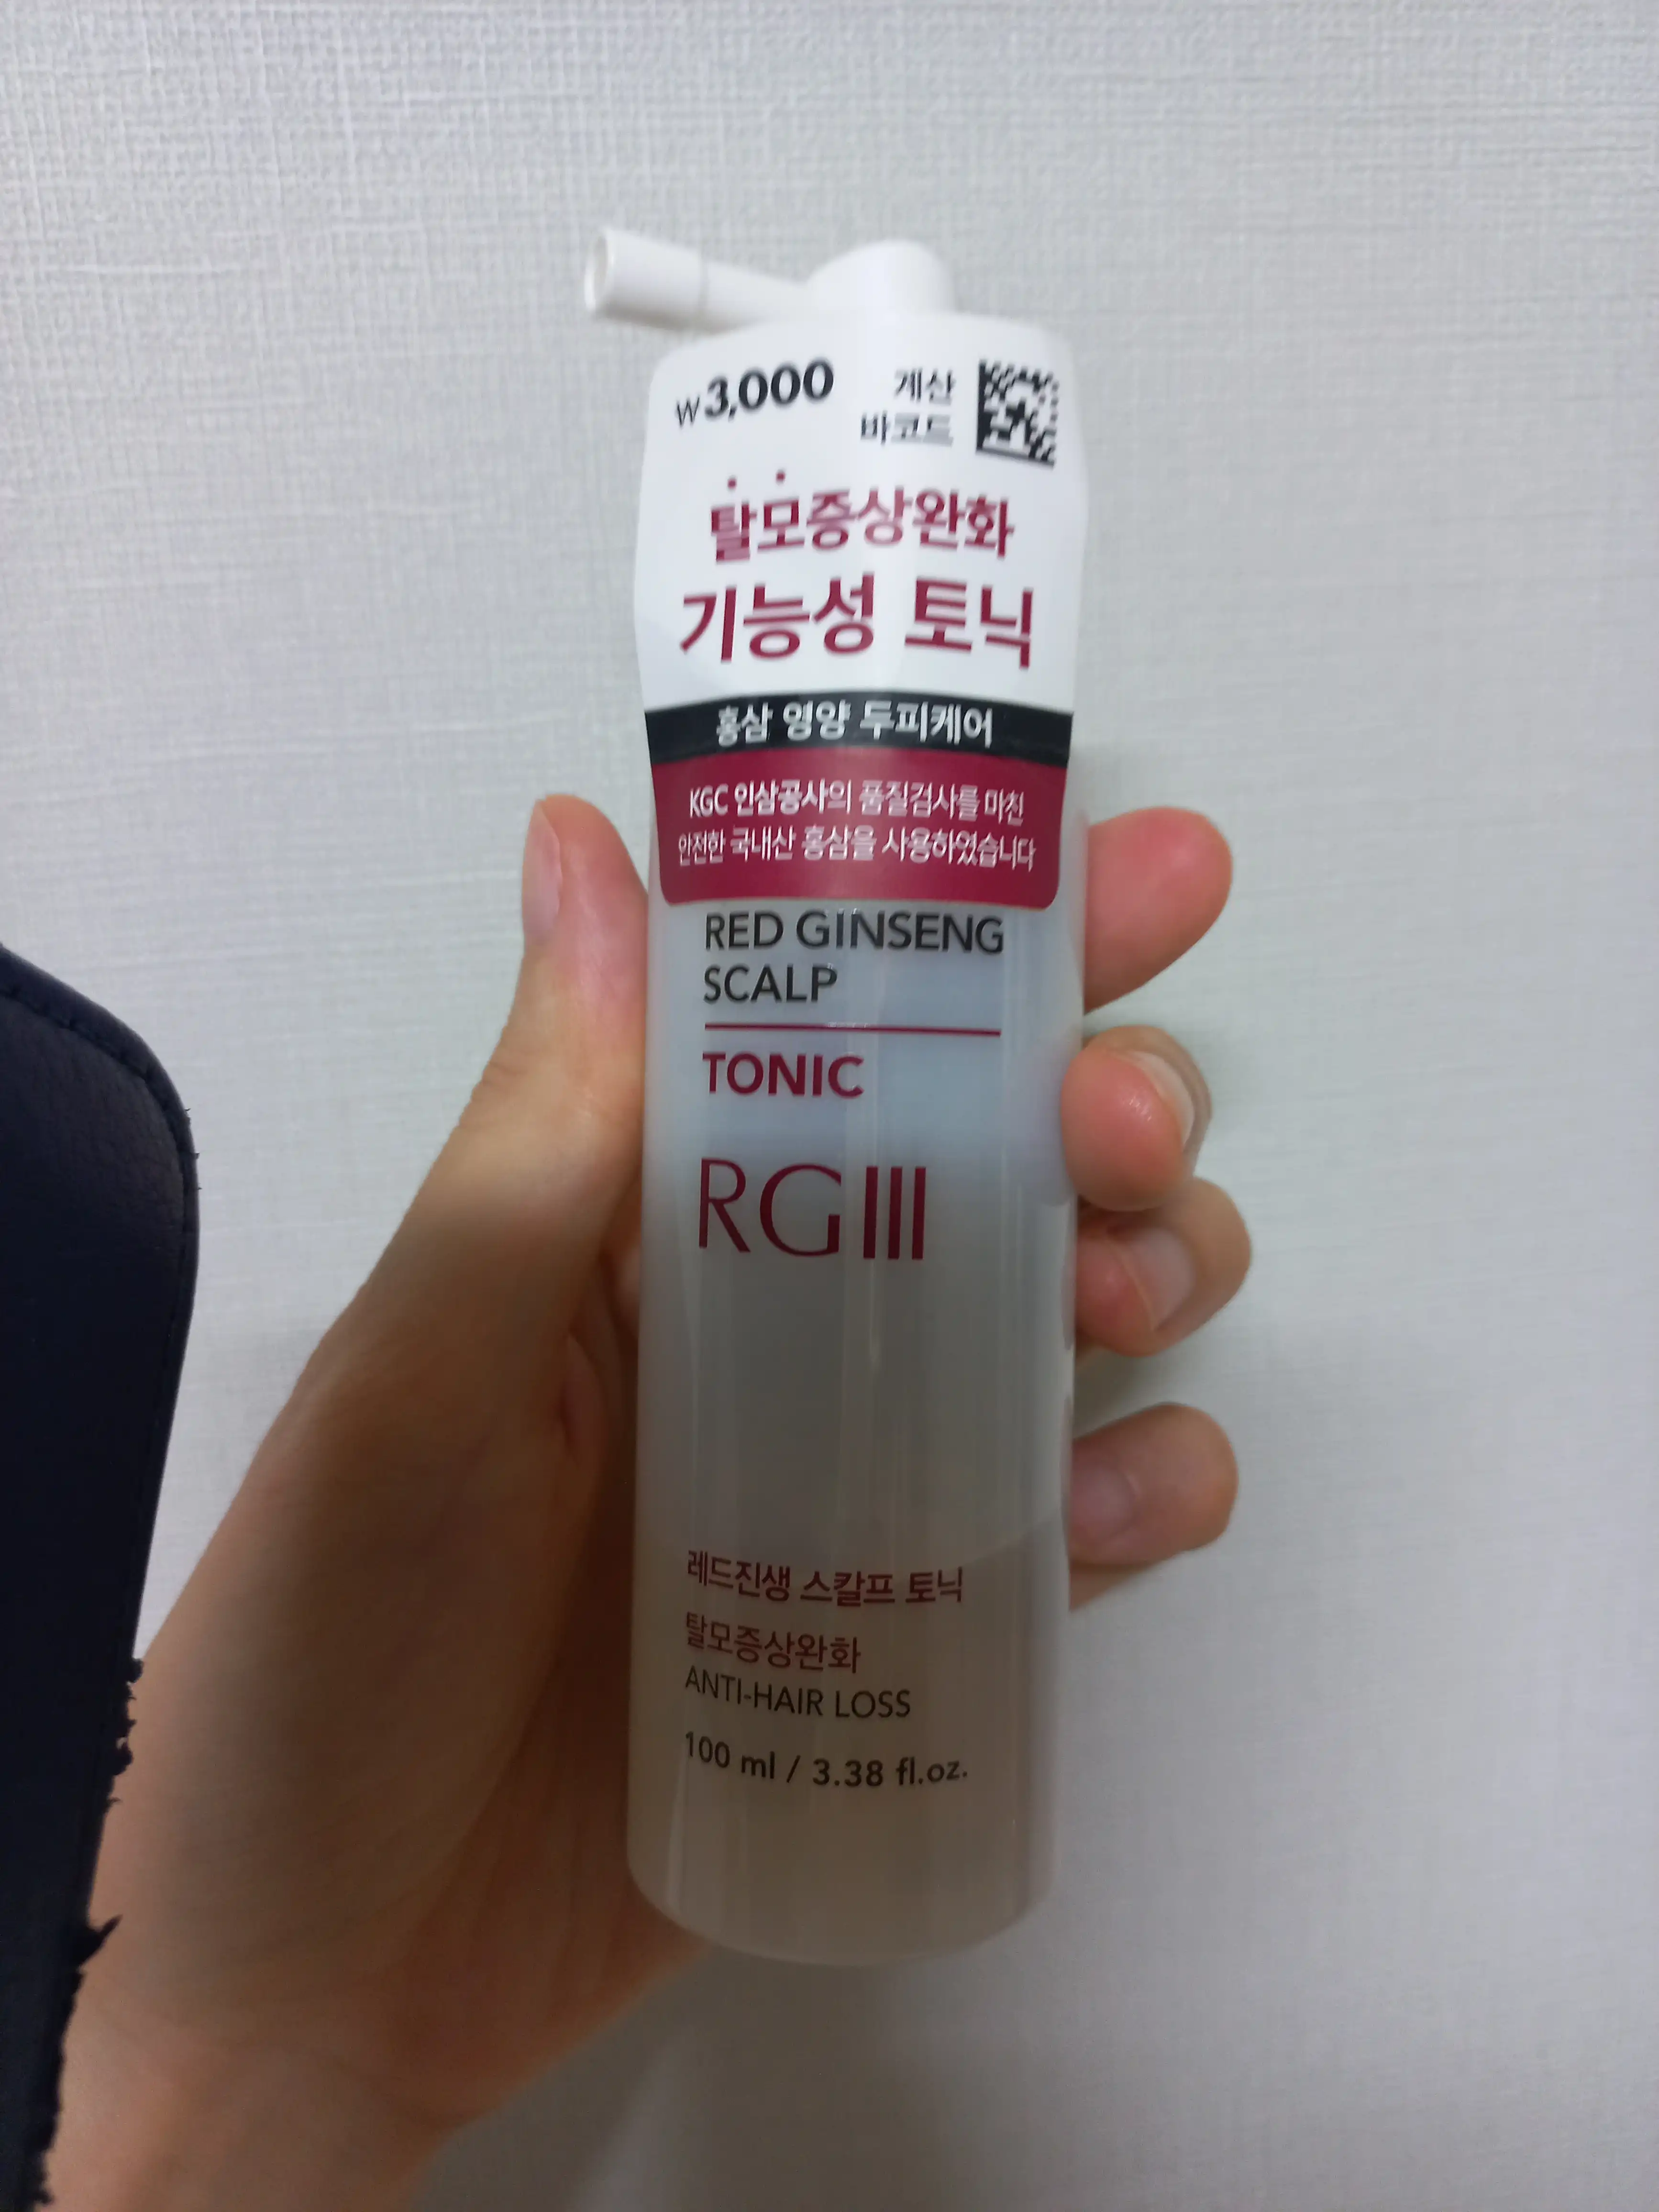 ₩3,000
계산
바코드
탈모증상완화
기능성 토닉
홍삼 영양 두피케어
KGC 인삼공사의 품질검사를 마친
안전한 국내산 홍삼을 사용하였습니다
RED GINSENG
SCALP
TONIC
RGIII
레드진생 스칼프 토닉
탈모증상완화
ANTI-HAIR LOSS
100 ml / 3.38 fl.oz.